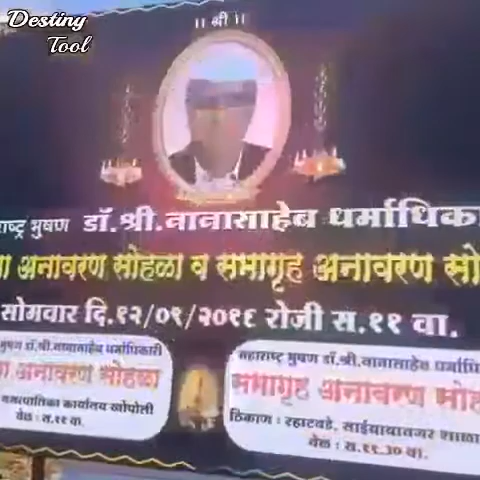 Destiny
Tool
॥ श्री ॥
राष्ट्र भुषण डॉ.श्री.नानासाहेब धर्माधिका
अनावरण सोहळा व सभागृह अनावरण सो
सोमवार दि.१२/०९/२०१६ रोजी स.११ वा.
भुषण डॉ.श्री.नानासाहेब धर्माधिकारी
अनावरण सोहळा
नगरपालिका कार्यालय खोपोली
वेळ : स.११ वा.
महाराष्ट्र भुषण डॉ.श्री.नानासाहेब धर्माधि
सभागृह अनावरण सोह
ठिकाण : रहाटवडे, साईबाबानगर शाळा
वेळ : स.११.३० वा.